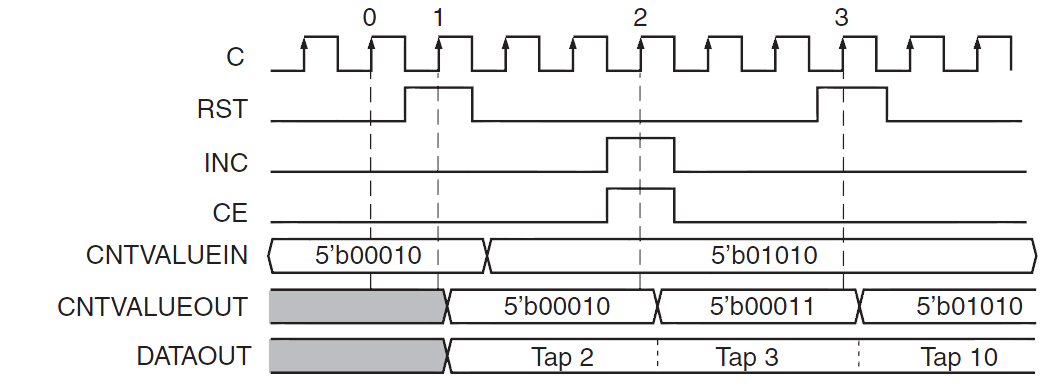 0 1 2 3
C
RST
INC
CE
CNTVALUEIN 5’b00010 5’b01010
CNTVALUEOUT 5’b00010 5’b00011 5’b01010
DATAOUT Tap 2 Tap 3 Tap 10